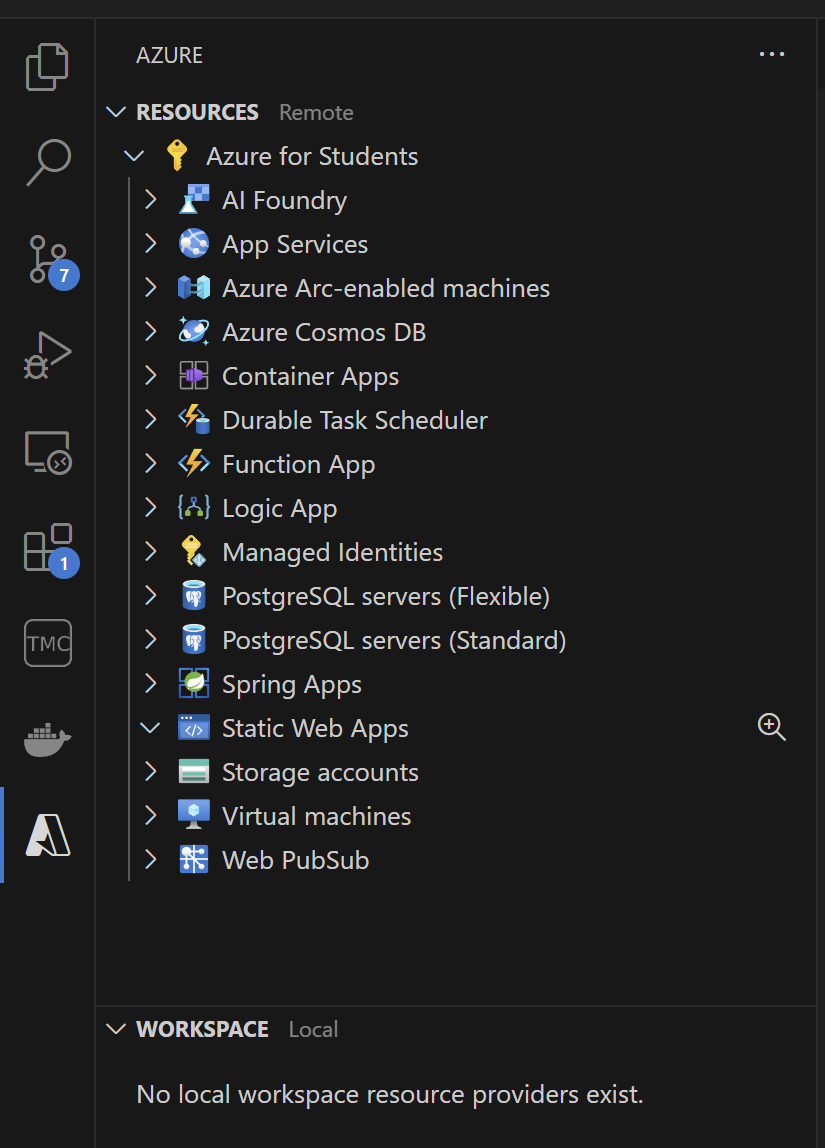 AZURE
RESOURCES Remote
Azure for Students
AI Foundry
App Services
7
Azure Arc-enabled machines
Azure Cosmos DB
Container Apps
Durable Task Scheduler
Function App
Logic App
Managed Identities
1
PostgreSQL servers (Flexible)
PostgreSQL servers (Standard)
TMC
Spring Apps
Static Web Apps
Storage accounts
Virtual machines
Web PubSub
WORKSPACE Local
No local workspace resource providers exist.